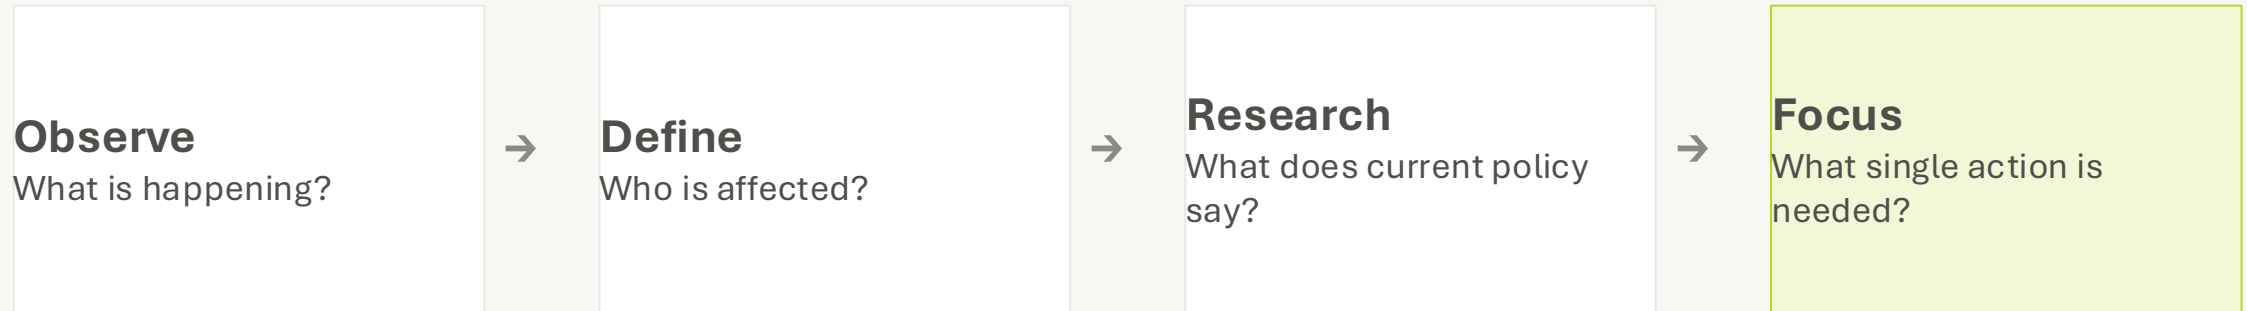 Observe
What is happening?
→
Define
Who is affected?
→
Research
What does current policy
say?
→
Focus
What single action is
needed?